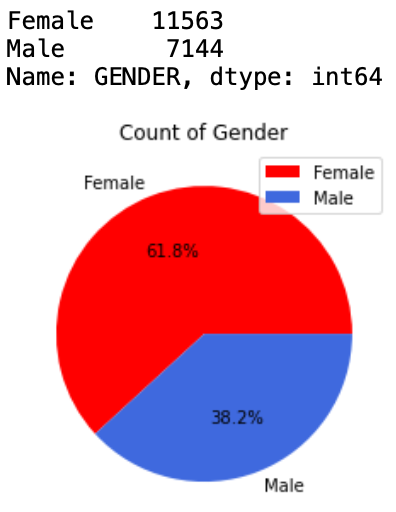 Female    11563
Male       7144
Name: GENDER, dtype: int64
Count of Gender
Female
Male
Female
61.8%
38.2%
Male